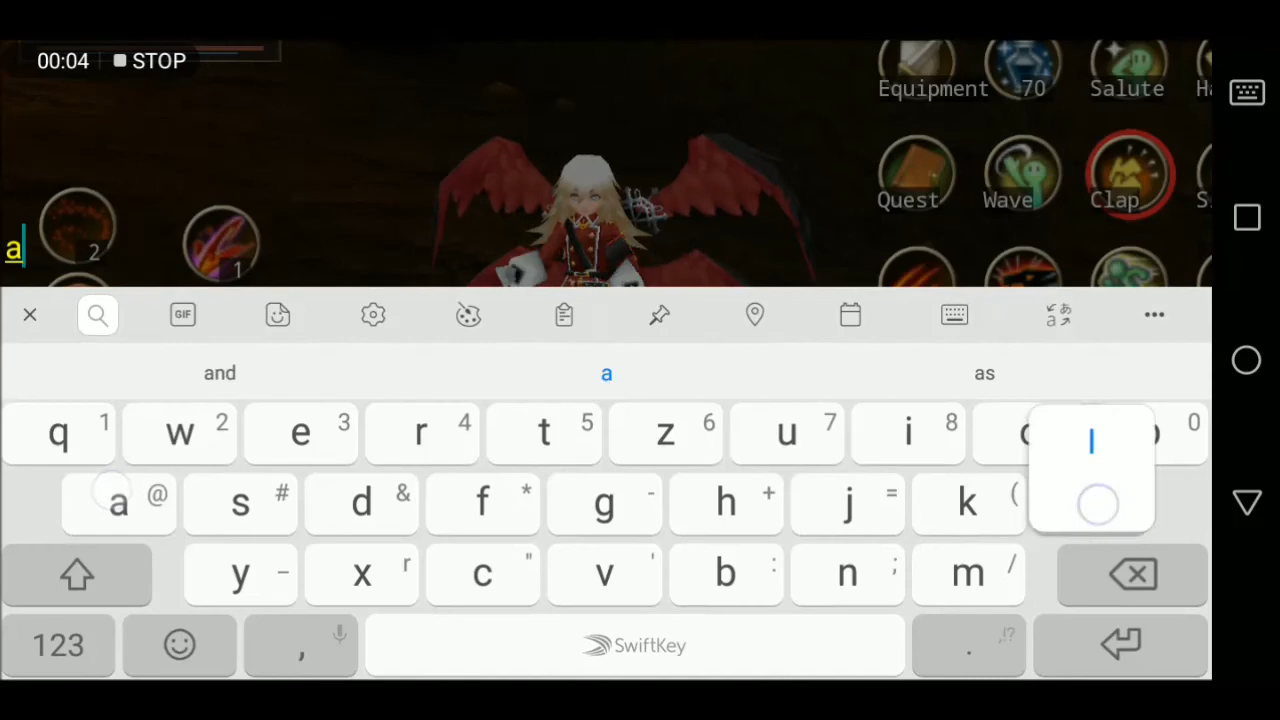 00:04 STOP
Equipment 70 Salute
Quest Wave Clap S
2 1
a
GIF
and a as
q 1 w 2 e 3 r 4 t 5 z 6 u 7 i 8 0
a @ s # d & f * g - h + j = k ( l
y _ x r c " v ' b : n ; m /
123 , SwiftKey . ,!?